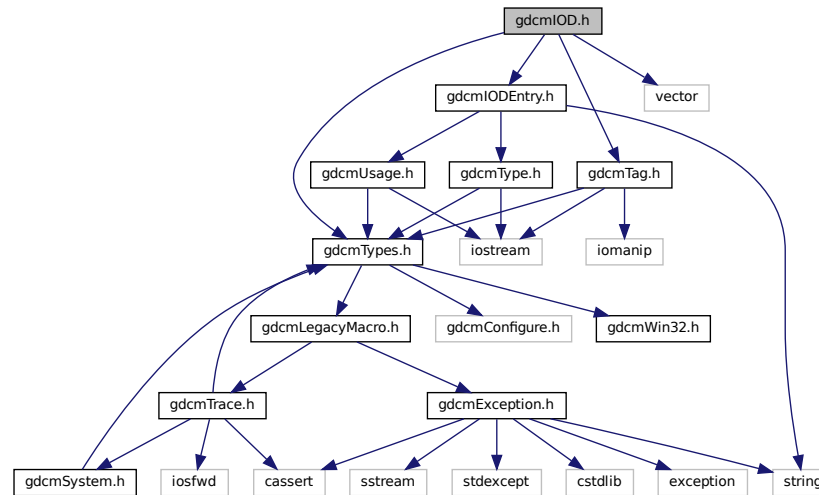 gdcmIOD.h
gdcmIODEntry.h
vector
gdcmUsage.h
gdcmType.h
gdcmTag.h
gdcmTypes.h
iostream
iomanip
gdcmLegacyMacro.h
gdcmConfigure.h
gdcmWin32.h
gdcmTrace.h
gdcmException.h
gdcmSystem.h
iosfwd
cassert
sstream
stdexcept
cstdlib
exception
string